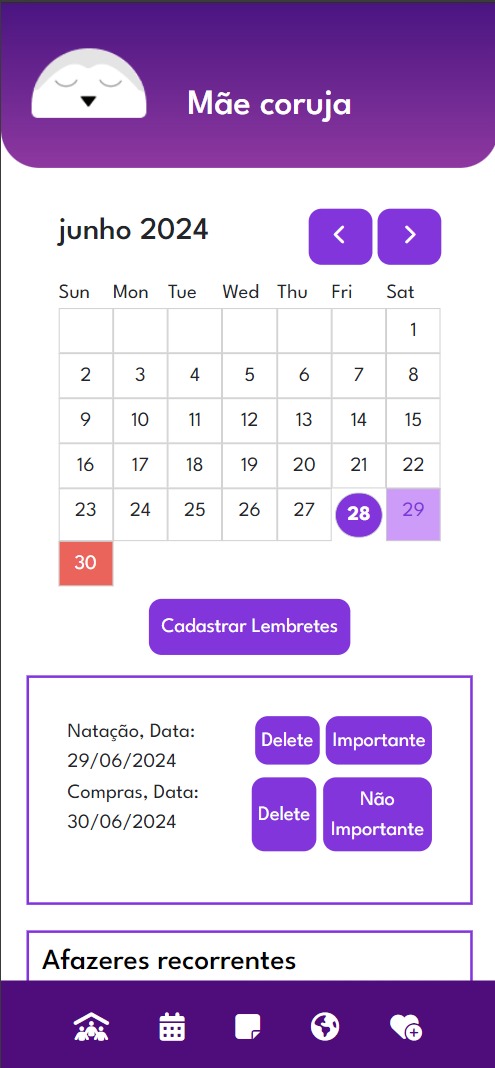 Mãe coruja
junho 2024
Sun Mon Tue Wed Thu Fri Sat
1
2 3 4 5 6 7 8
9 10 11 12 13 14 15
16 17 18 19 20 21 22
23 24 25 26 27 28 29
30
Cadastrar Lembretes
Natação, Data:
29/06/2024
Delete Importante
Compras, Data:
30/06/2024
Delete Não
Importante
Afazeres recorrentes